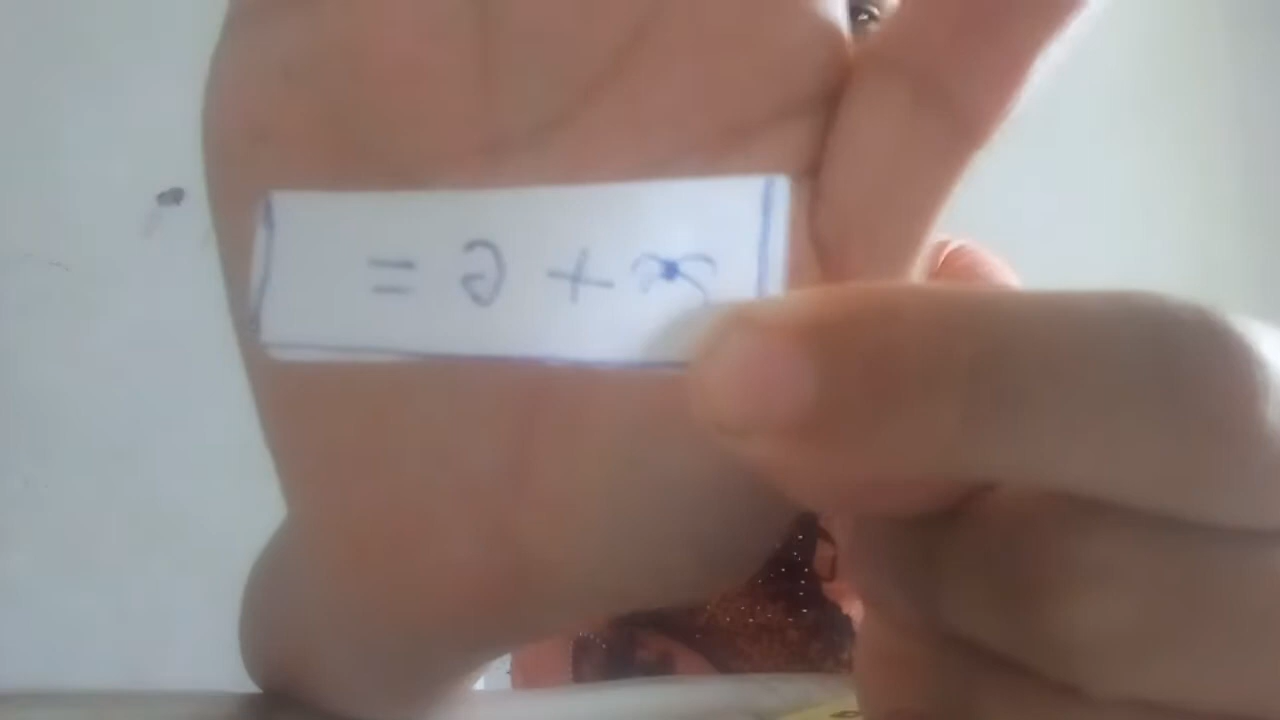 x + 6 =